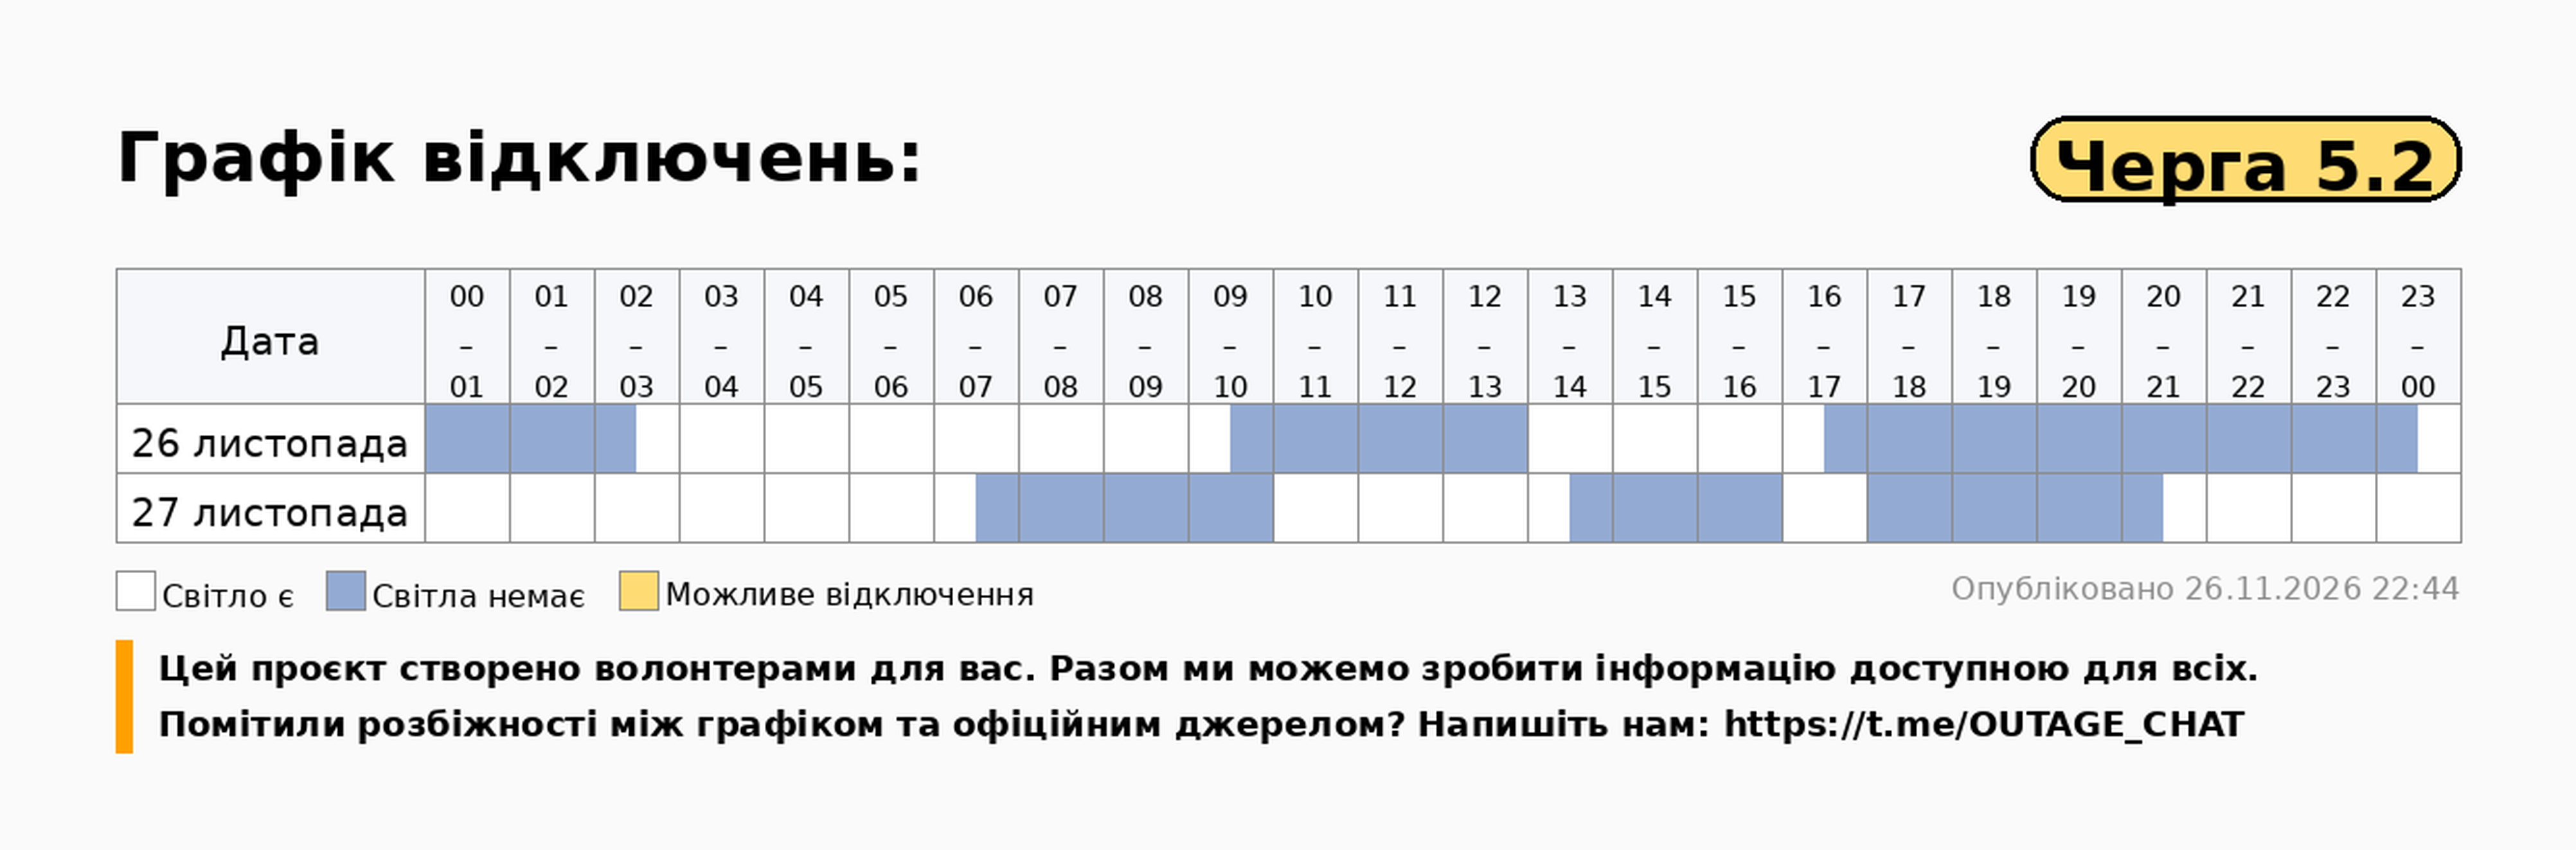 Графік відключень:
Черга 5.2
Дата 00 – 01 01 – 02 02 – 03 03 – 04 04 – 05 05 – 06 06 – 07 07 – 08 08 – 09 09 – 10 10 – 11 11 – 12 12 – 13 13 – 14 14 – 15 15 – 16 16 – 17 17 – 18 18 – 19 19 – 20 20 – 21 21 – 22 22 – 23 23 – 00
26 листопада
27 листопада
Світло є Світла немає Можливе відключення
Опубліковано 26.11.2026 22:44
Цей проєкт створено волонтерами для вас. Разом ми можемо зробити інформацію доступною для всіх.
Помітили розбіжності між графіком та офіційним джерелом? Напишіть нам: https://t.me/OUTAGE_CHAT